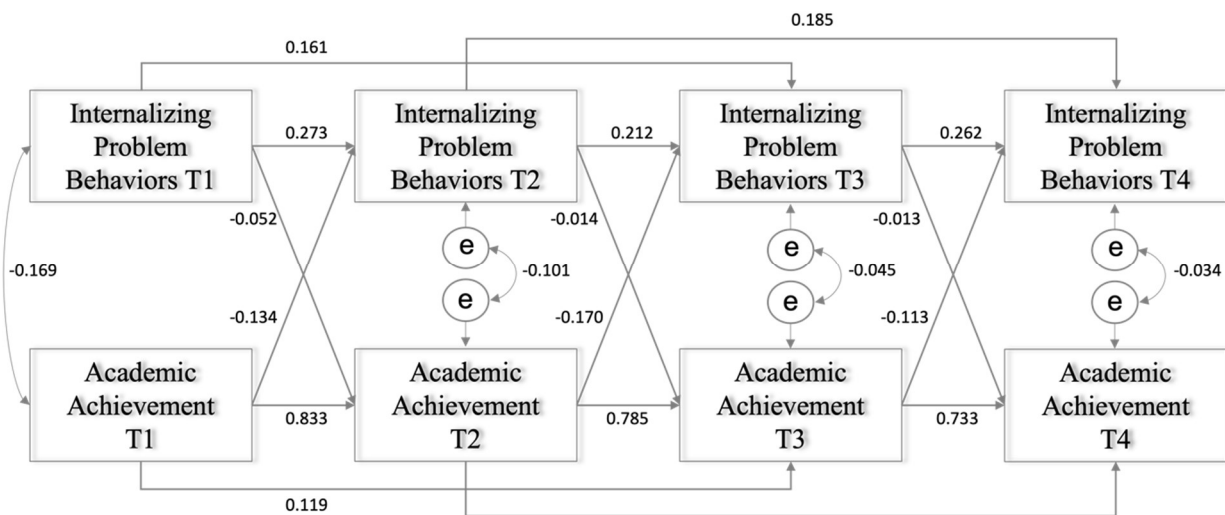 0.185
0.161
Internalizing
Problem
Behaviors T1
0.273
Internalizing
Problem
Behaviors T2
0.212
Internalizing
Problem
Behaviors T3
0.262
Internalizing
Problem
Behaviors T4
-0.052
-0.014
-0.013
e
e
e
-0.169
-0.101
-0.045
-0.034
e
e
e
-0.134
-0.170
-0.113
Academic
Achievement
T1
0.833
Academic
Achievement
T2
0.785
Academic
Achievement
T3
0.733
Academic
Achievement
T4
0.119